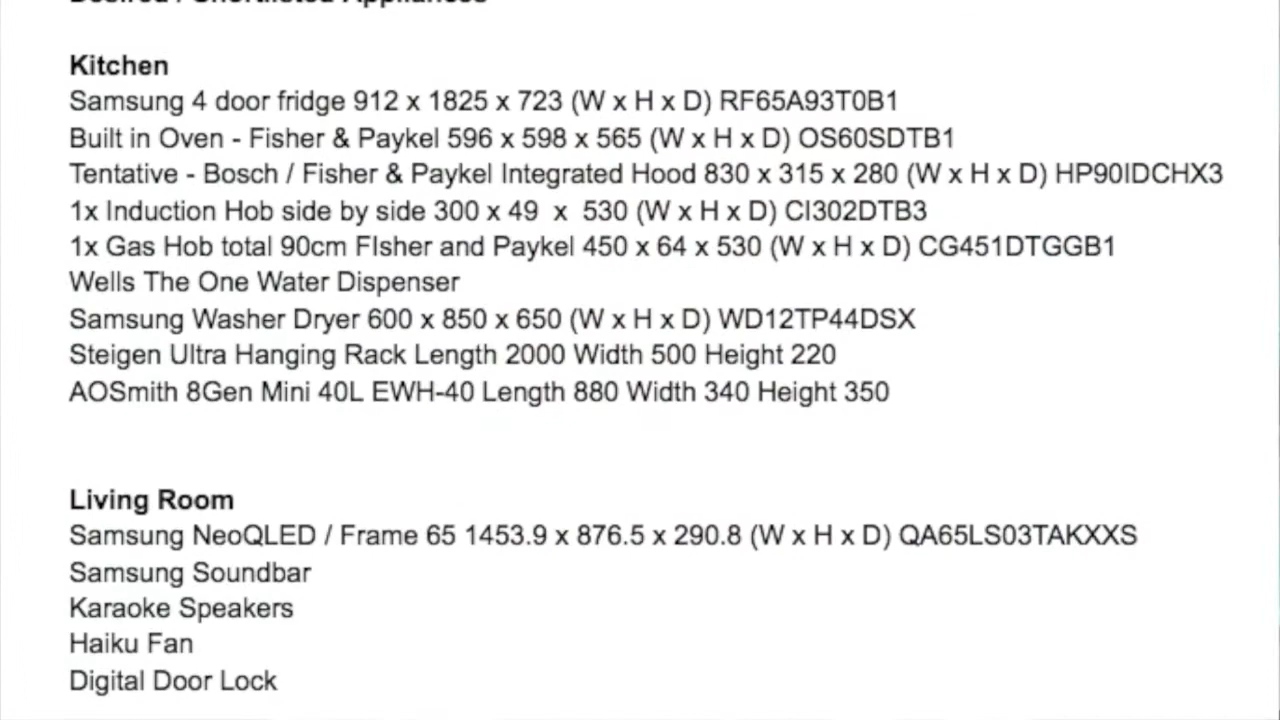 Desired / Shortlisted Appliances
Kitchen
Samsung 4 door fridge 912 x 1825 x 723 (W x H x D) RF65A93T0B1
Built in Oven - Fisher & Paykel 596 x 598 x 565 (W x H x D) OS60SDTB1
Tentative - Bosch / Fisher & Paykel Integrated Hood 830 x 315 x 280 (W x H x D) HP90IDCHX3
1x Induction Hob side by side 300 x 49  x  530 (W x H x D) CI302DTB3
1x Gas Hob total 90cm FIsher and Paykel 450 x 64 x 530 (W x H x D) CG451DTGGB1
Wells The One Water Dispenser
Samsung Washer Dryer 600 x 850 x 650 (W x H x D) WD12TP44DSX
Steigen Ultra Hanging Rack Length 2000 Width 500 Height 220
AOSmith 8Gen Mini 40L EWH-40 Length 880 Width 340 Height 350
Living Room
Samsung NeoQLED / Frame 65 1453.9 x 876.5 x 290.8 (W x H x D) QA65LS03TAKXXS
Samsung Soundbar
Karaoke Speakers
Haiku Fan
Digital Door Lock